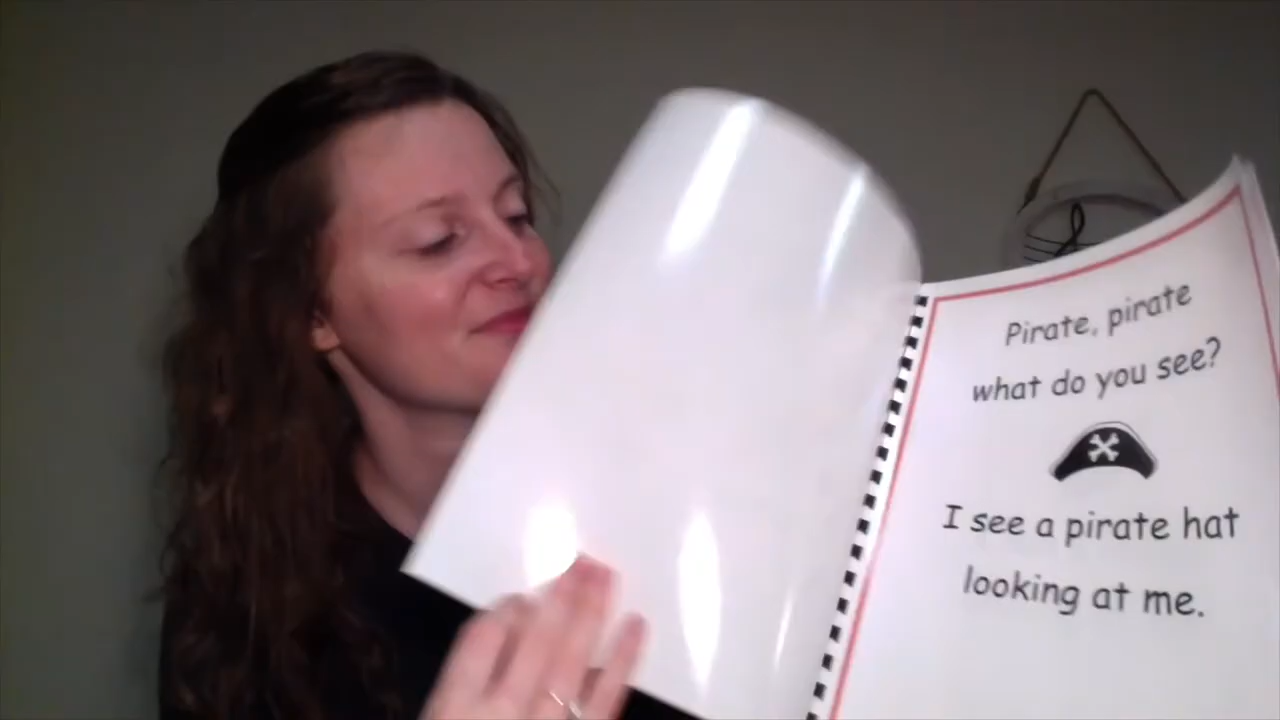 Pirate, pirate
what do you see?
I see a pirate hat
looking at me.